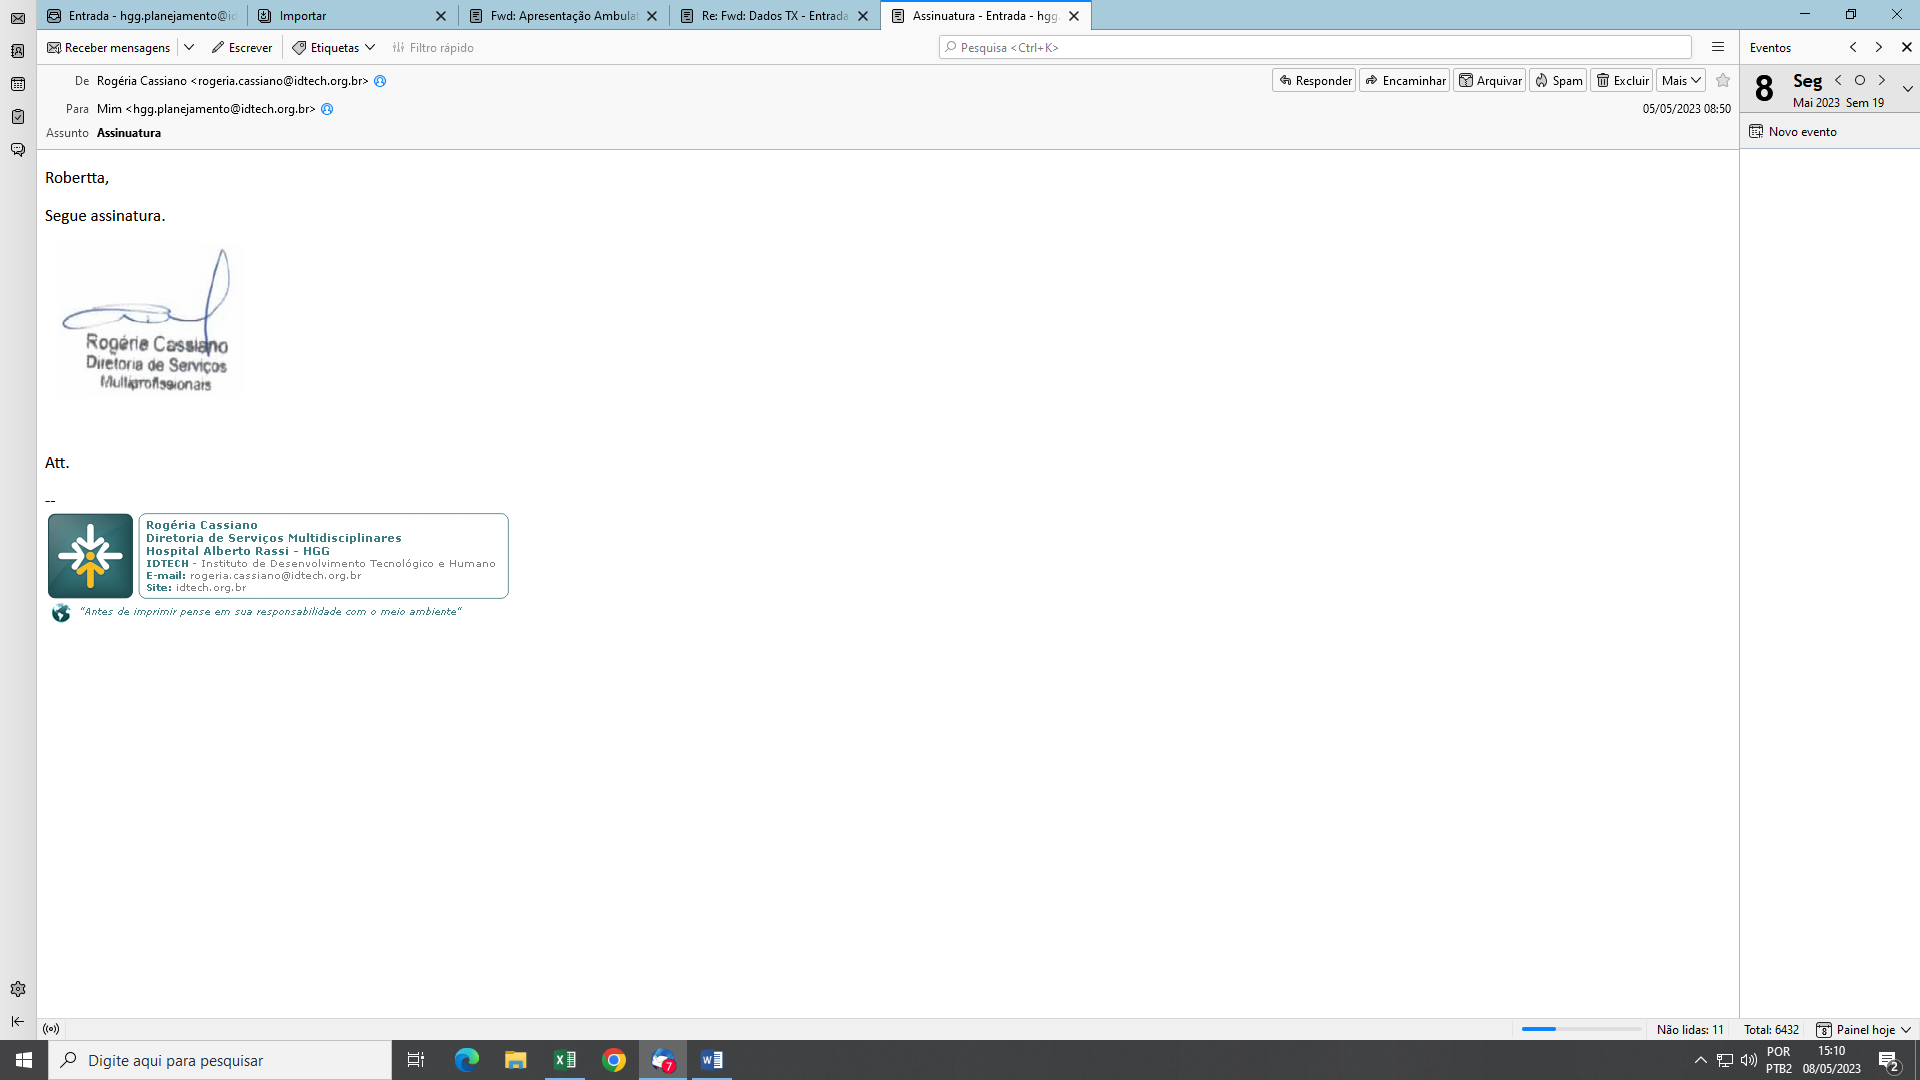 Entrada - hgg.planejamento@id
Importar
Fwd: Apresentação Ambulat
Re: Fwd: Dados TX - Entrada
Assinuatura - Entrada - hgg.
Receber mensagens
Escrever
Etiquetas
Filtro rápido
Pesquisa <Ctrl+K>
Eventos
De Rogéria Cassiano <rogeria.cassiano@idtech.org.br>
Responder
Encaminhar
Arquivar
Spam
Excluir
Mais
Para Mim <hgg.planejamento@idtech.org.br>
05/05/2023 08:50
Assunto Assinuatura
8
Seg
Mai 2023 Sem 19
Novo evento
Robertta,
Segue assinatura.
Rogéria Cassiano
Diretoria de Serviços
Multiprofissionais
Att.
--
Rogéria Cassiano
Diretoria de Serviços Multidisciplinares
Hospital Alberto Rassi - HGG
IDTECH - Instituto de Desenvolvimento Tecnológico e Humano
E-mail: rogeria.cassiano@idtech.org.br
Site: idtech.org.br
"Antes de imprimir pense em sua responsabilidade com o meio ambiente"
Não lidas: 11
Total: 6432
8
Painel hoje
Digite aqui para pesquisar
7
POR
PTB2
15:10
08/05/2023
2